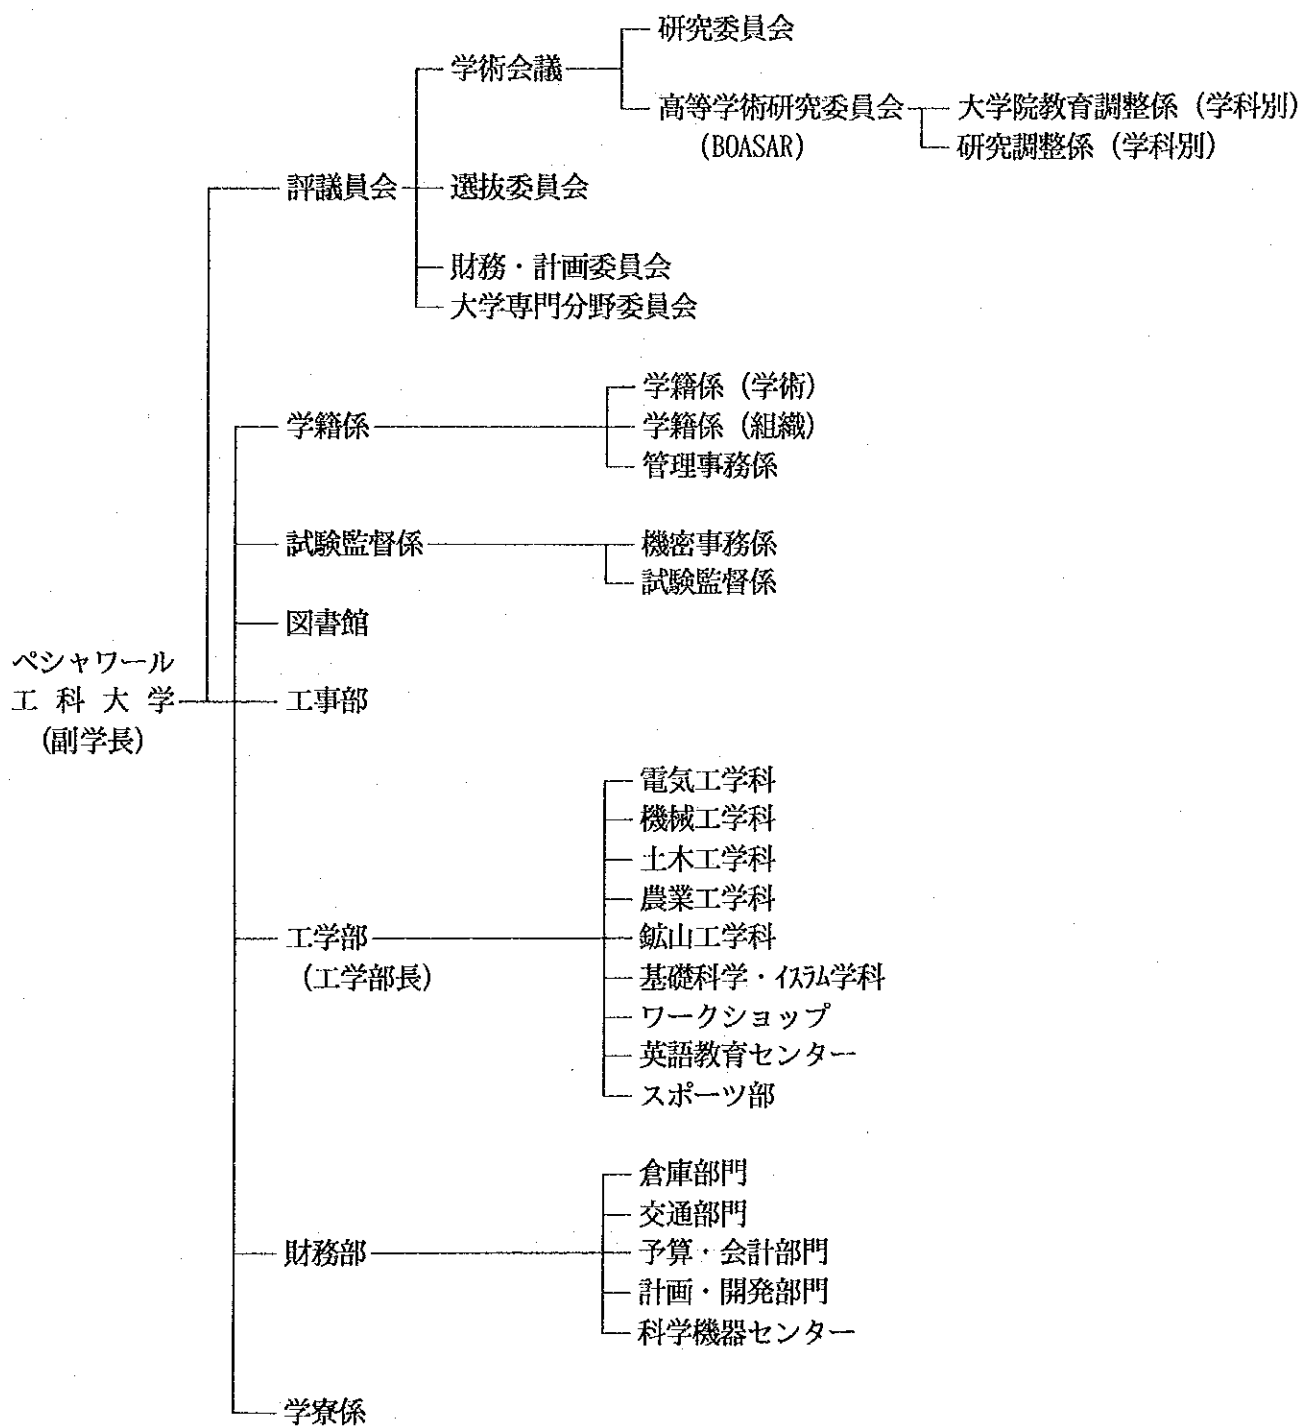 研究委員会
学術会議
高等学術研究委員会
(BOASAR)
大学院教育調整係 (学科別)
研究調整係 (学科別)
評議員会
選抜委員会
財務・計画委員会
大学専門分野委員会
学籍係
学籍係 (学術)
学籍係 (組織)
管理事務係
試験監督係
機密事務係
試験監督係
図書館
ペシャワール
工科大学
(副学長)
工事部
電気工学科
機械工学科
土木工学科
農業工学科
工学部
(工学部長)
鉱山工学科
基礎科学・イスラム学科
ワークショップ
英語教育センター
スポーツ部
倉庫部門
交通部門
財務部
予算・会計部門
計画・開発部門
科学機器センター
学寮係